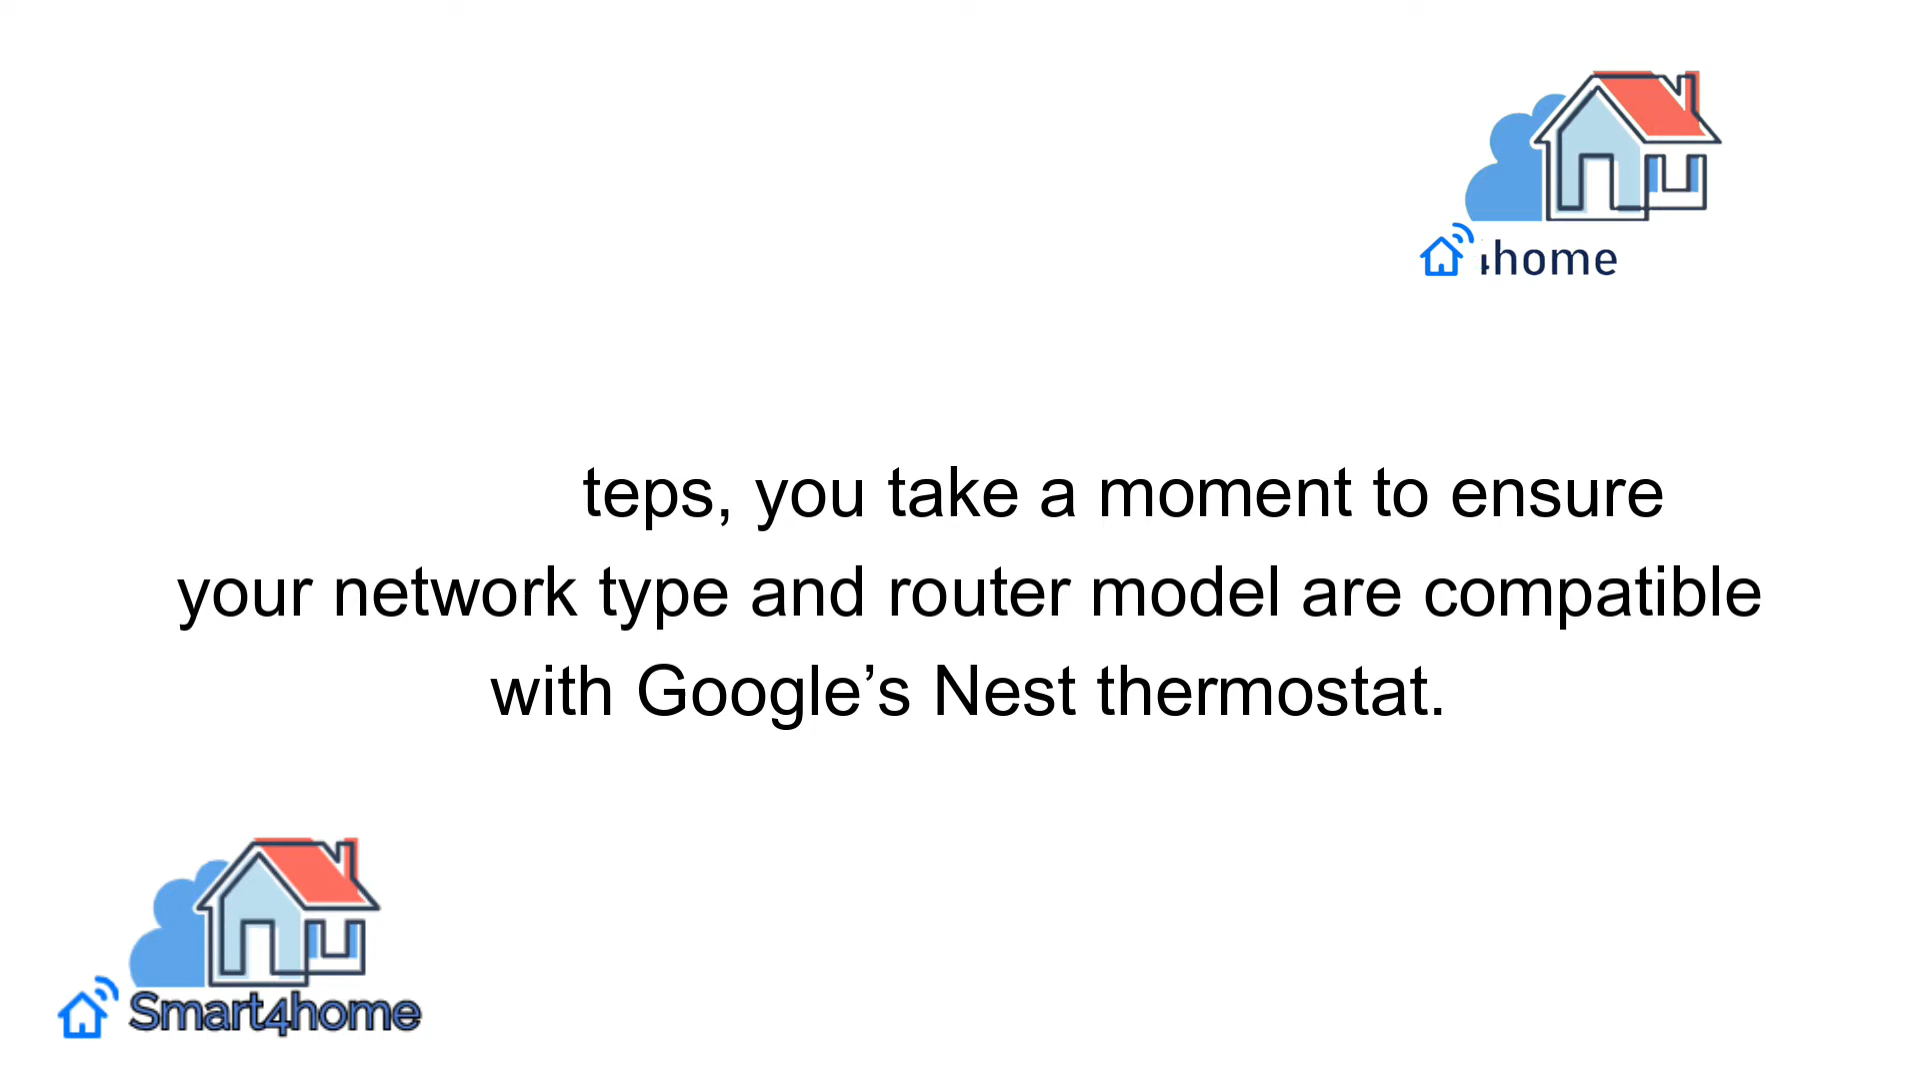 home
teps, you take a moment to ensure
your network type and router model are compatible
with Google’s Nest thermostat.
Smart4home